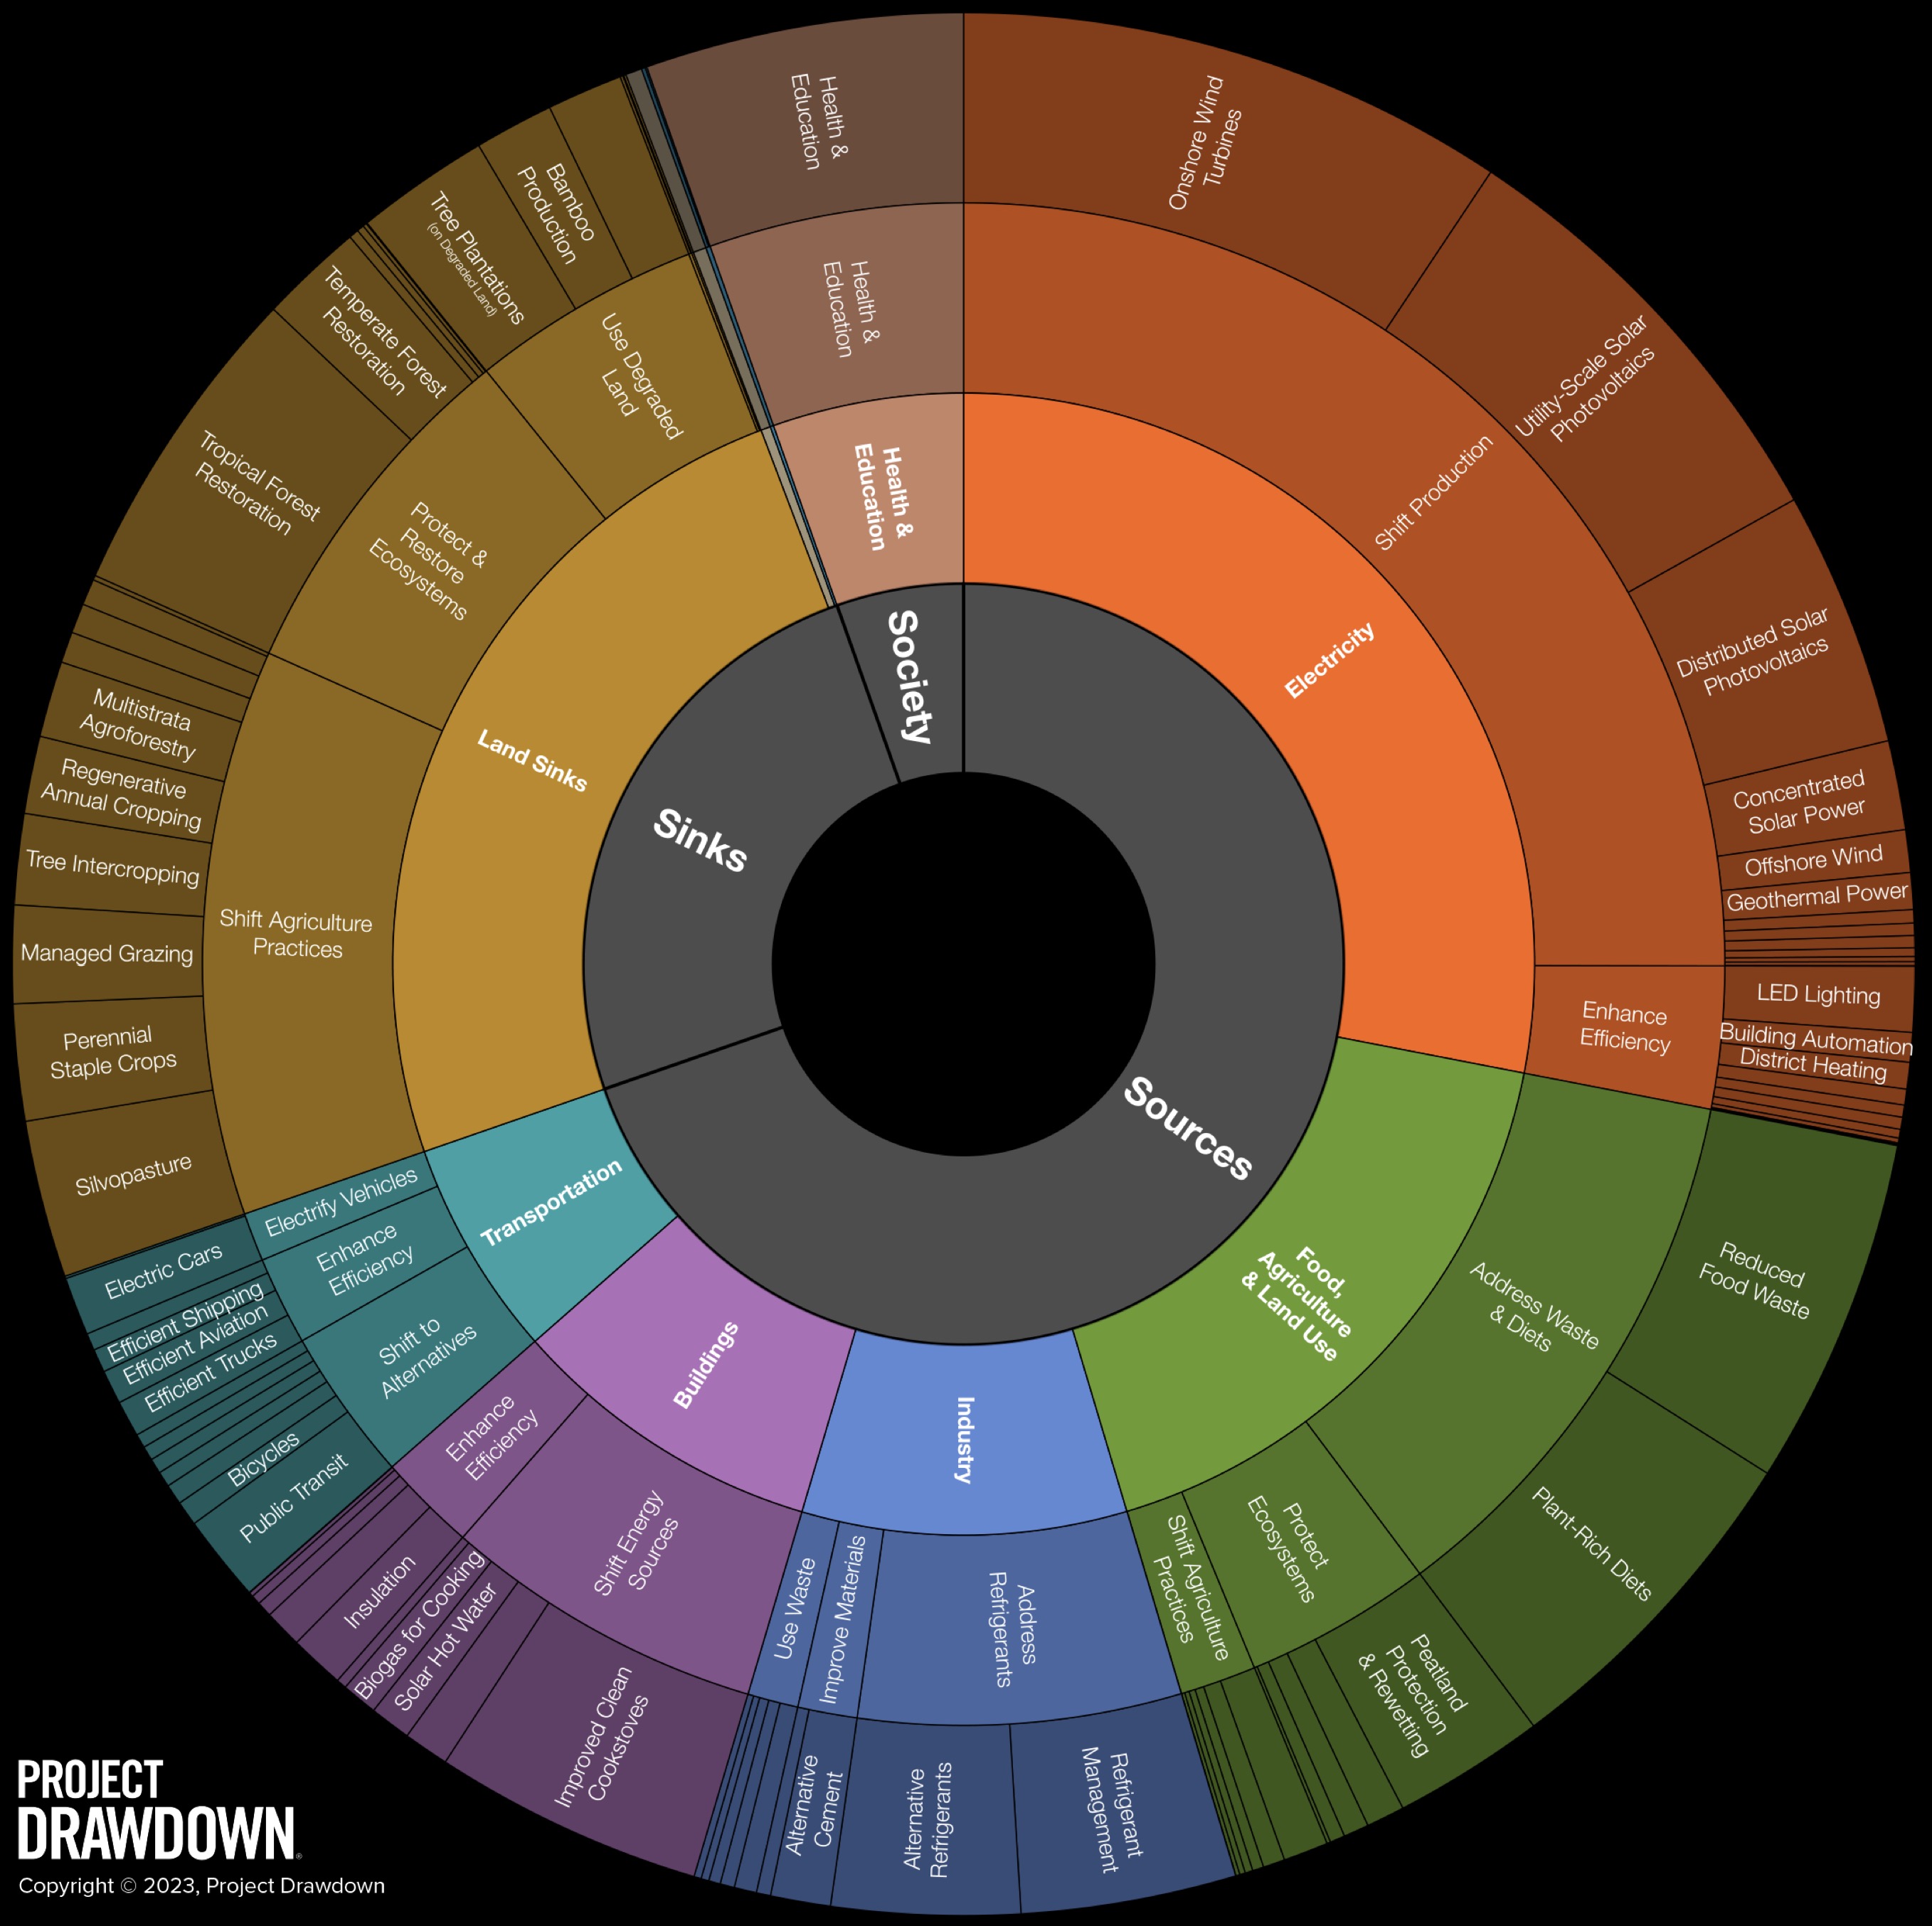 Society
Health &
Education
Health &
Education
Health &
Education
Sources
Electricity
Shift Production
Onshore Wind
Turbines
Utility-Scale Solar
Photovoltaics
Distributed Solar
Photovoltaics
Concentrated
Solar Power
Offshore Wind
Geothermal Power
Enhance
Efficiency
LED Lighting
Building Automation
District Heating
Food,
Agriculture
& Land Use
Address Waste
& Diets
Reduced
Food Waste
Plant-Rich Diets
Protect
Ecosystems
Peatland
Protection
& Rewetting
Shift Agriculture
Practices
Industry
Address
Refrigerants
Refrigerant
Management
Alternative
Refrigerants
Improve Materials
Alternative
Cement
Use Waste
Buildings
Shift Energy
Sources
Improved Clean
Cookstoves
Solar Hot Water
Biogas for Cooking
Enhance
Efficiency
Insulation
Transportation
Shift to
Alternatives
Public Transit
Bicycles
Enhance
Efficiency
Efficient Trucks
Efficient Aviation
Efficient Shipping
Electrify Vehicles
Electric Cars
Sinks
Land Sinks
Shift Agriculture
Practices
Silvopasture
Perennial
Staple Crops
Managed Grazing
Tree Intercropping
Regenerative
Annual Cropping
Multistrata
Agroforestry
Protect &
Restore
Ecosystems
Tropical Forest
Restoration
Temperate Forest
Restoration
Use Degraded
Land
Tree Plantations
(on Degraded Land)
Bamboo
Production
PROJECT
DRAWDOWN®
Copyright © 2023, Project Drawdown